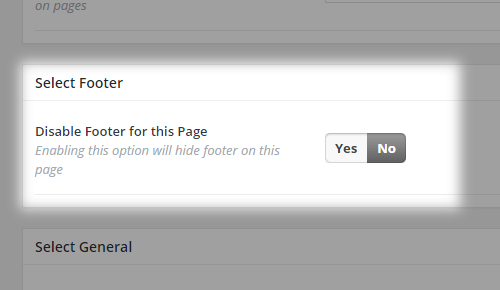 on pages
Select Footer
Disable Footer for this Page
Enabling this option will hide footer on this
page
Yes No
Select General